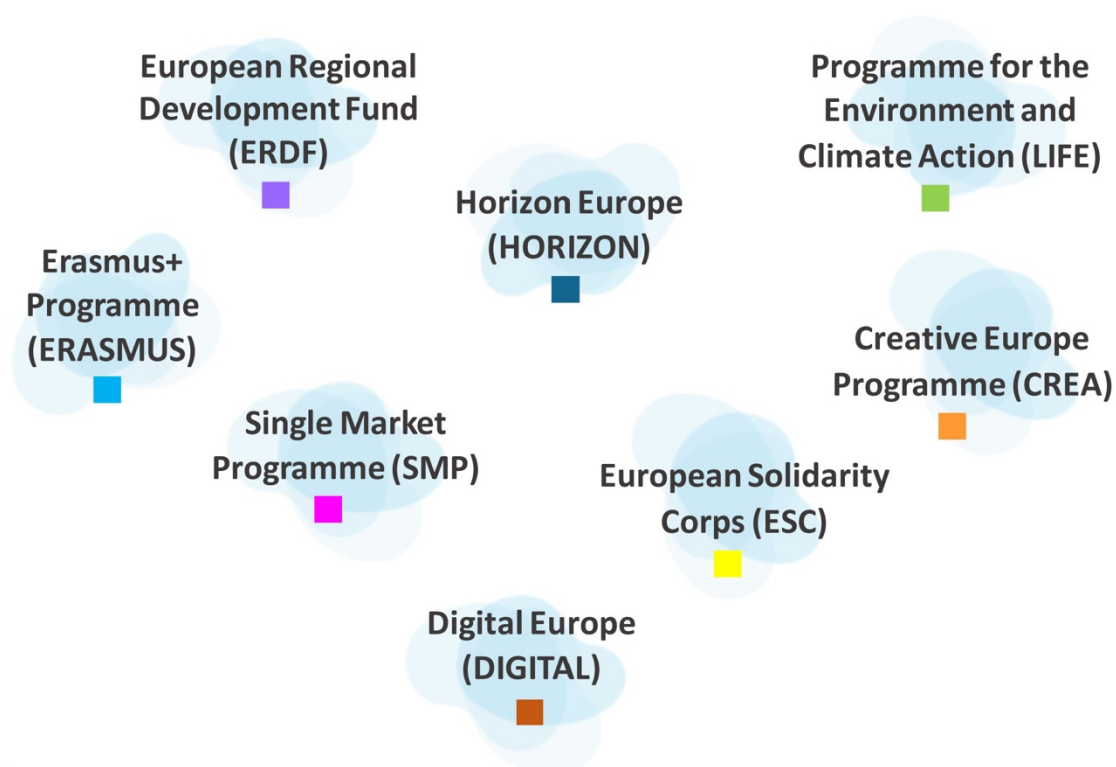 European Regional
Development Fund
(ERDF)
Programme for the
Environment and
Climate Action (LIFE)
Horizon Europe
(HORIZON)
Erasmus+
Programme
(ERASMUS)
Creative Europe
Programme (CREA)
Single Market
Programme (SMP)
European Solidarity
Corps (ESC)
Digital Europe
(DIGITAL)